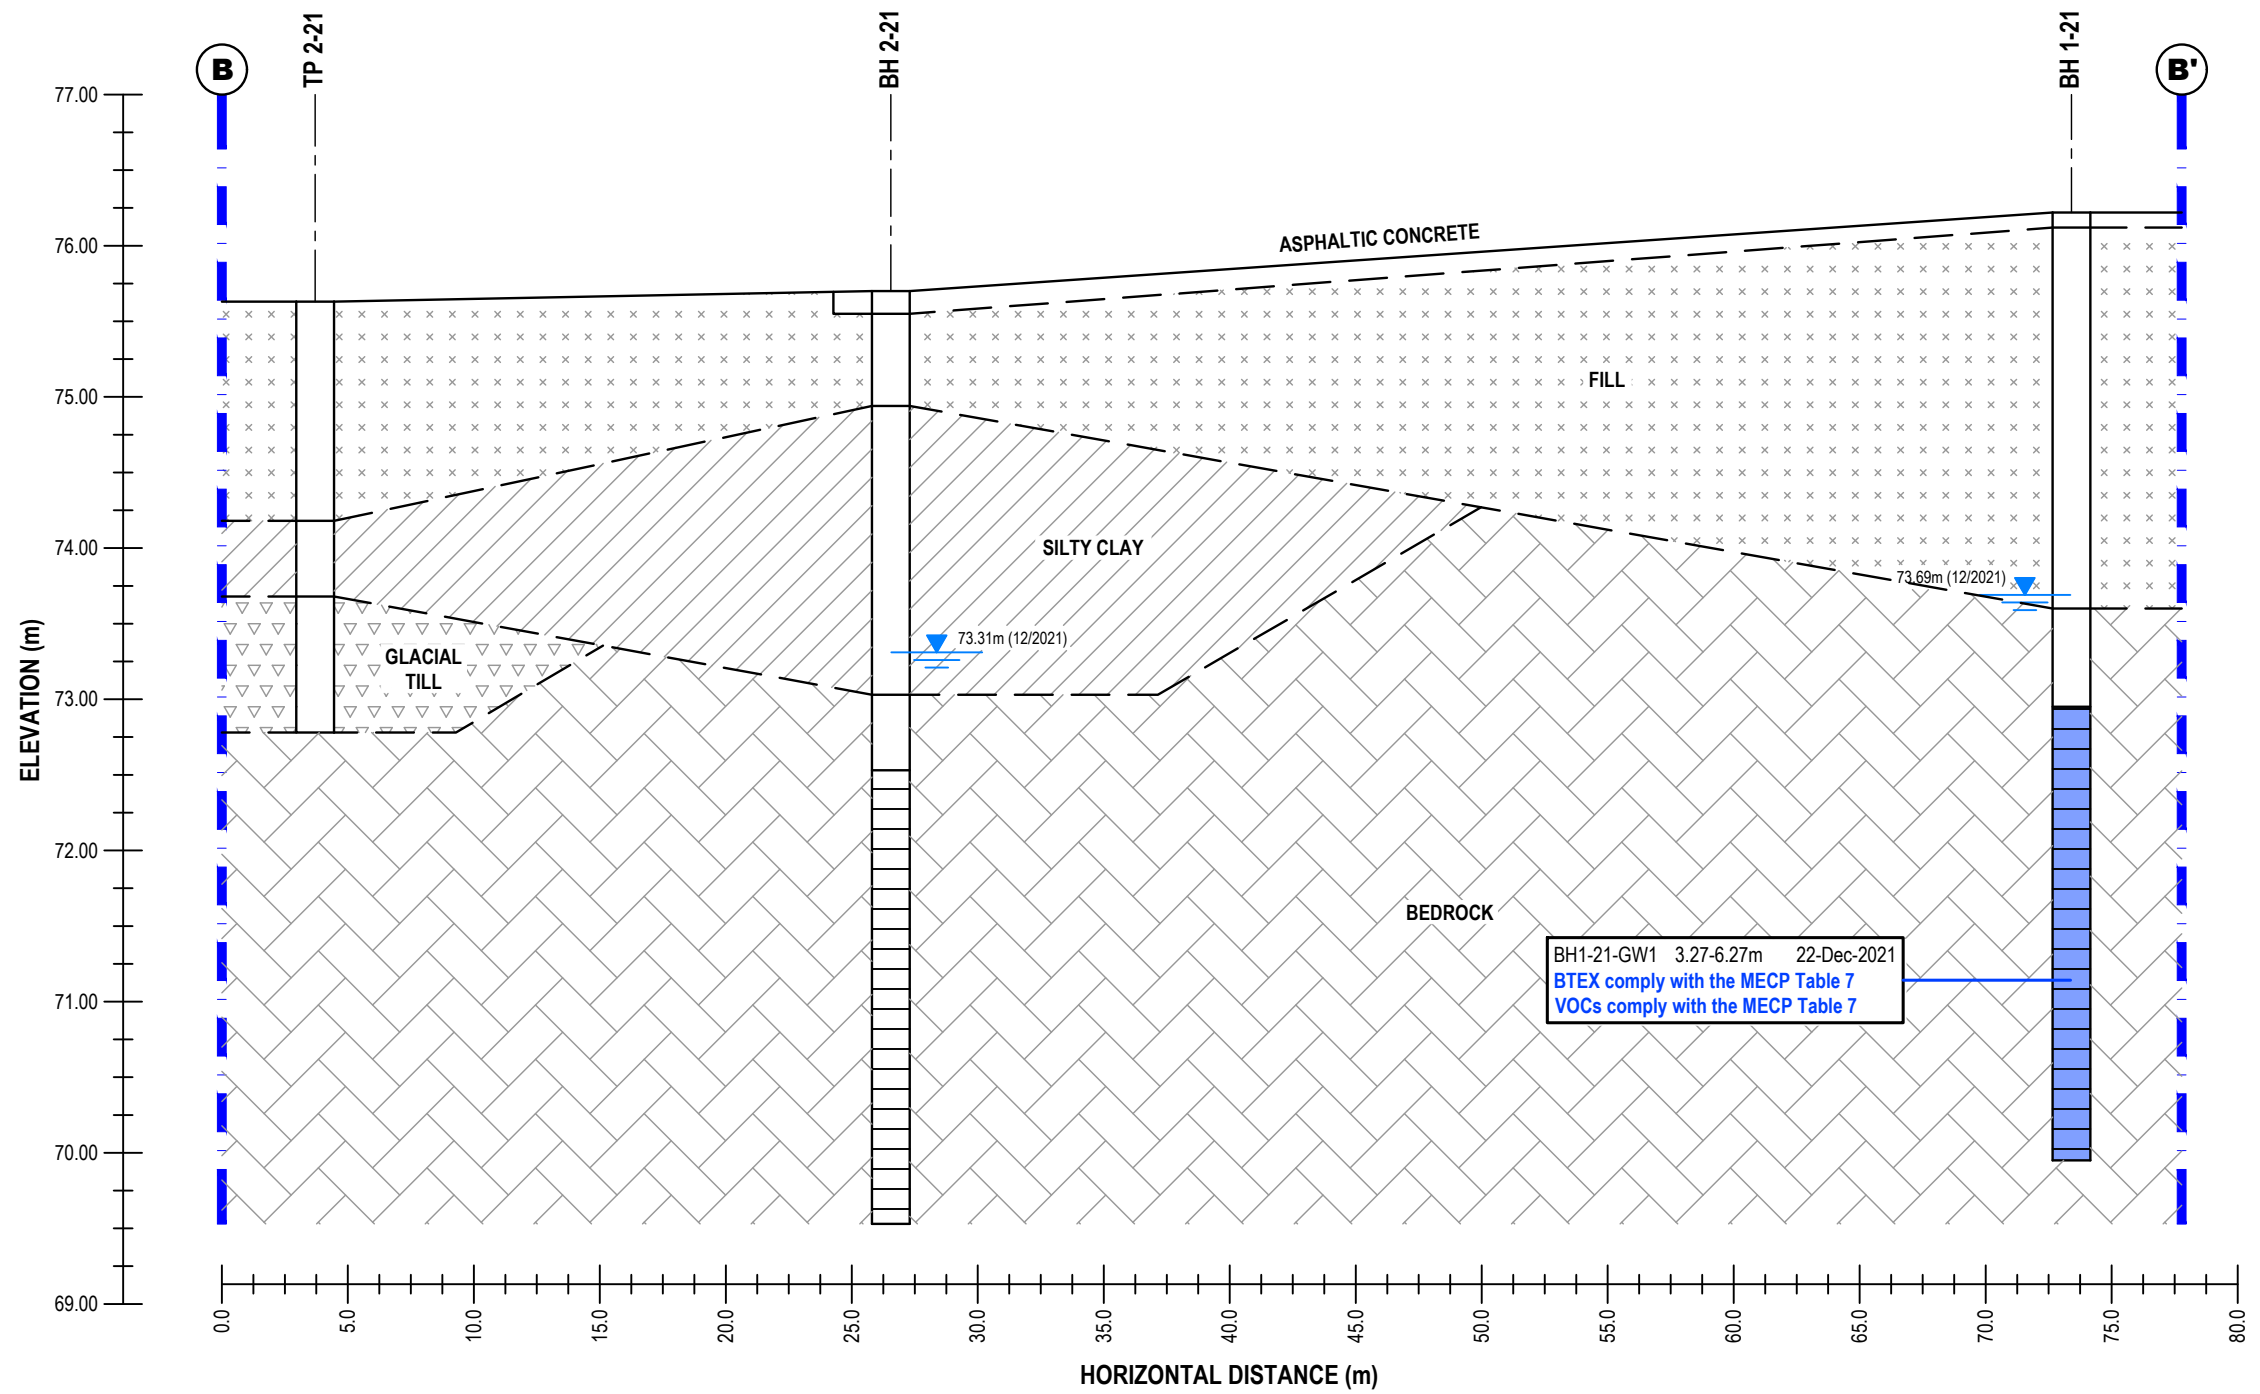 TP 2-21
BH 2-21
BH 1-21
B
B'
77.00
76.00
75.00
74.00
73.00
72.00
71.00
70.00
69.00
ELEVATION (m)
ASPHALTIC CONCRETE
FILL
SILTY CLAY
73.69m (12/2021)
73.31m (12/2021)
GLACIAL
TILL
BEDROCK
BH1-21-GW1 3.27-6.27m 22-Dec-2021
BTEX comply with the MECP Table 7
VOCs comply with the MECP Table 7
0.0
5.0
10.0
15.0
20.0
25.0
30.0
35.0
40.0
45.0
50.0
55.0
60.0
65.0
70.0
75.0
80.0
HORIZONTAL DISTANCE (m)